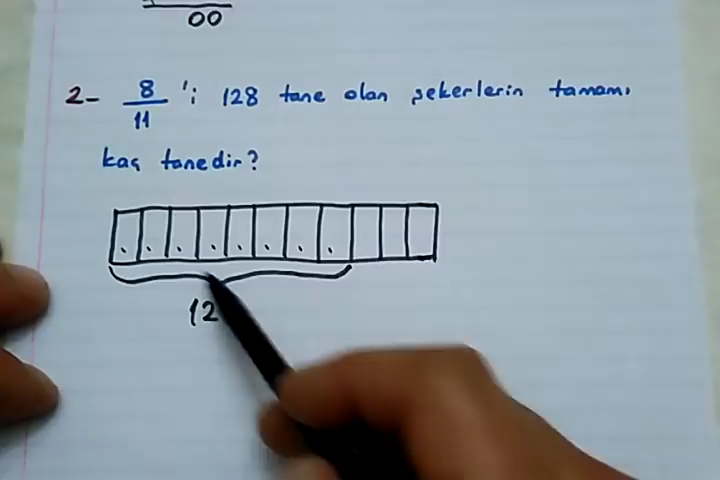 00
2- 8/11 'i 128 tane olan şekerlerin tamamı
kaç tanedir?
12